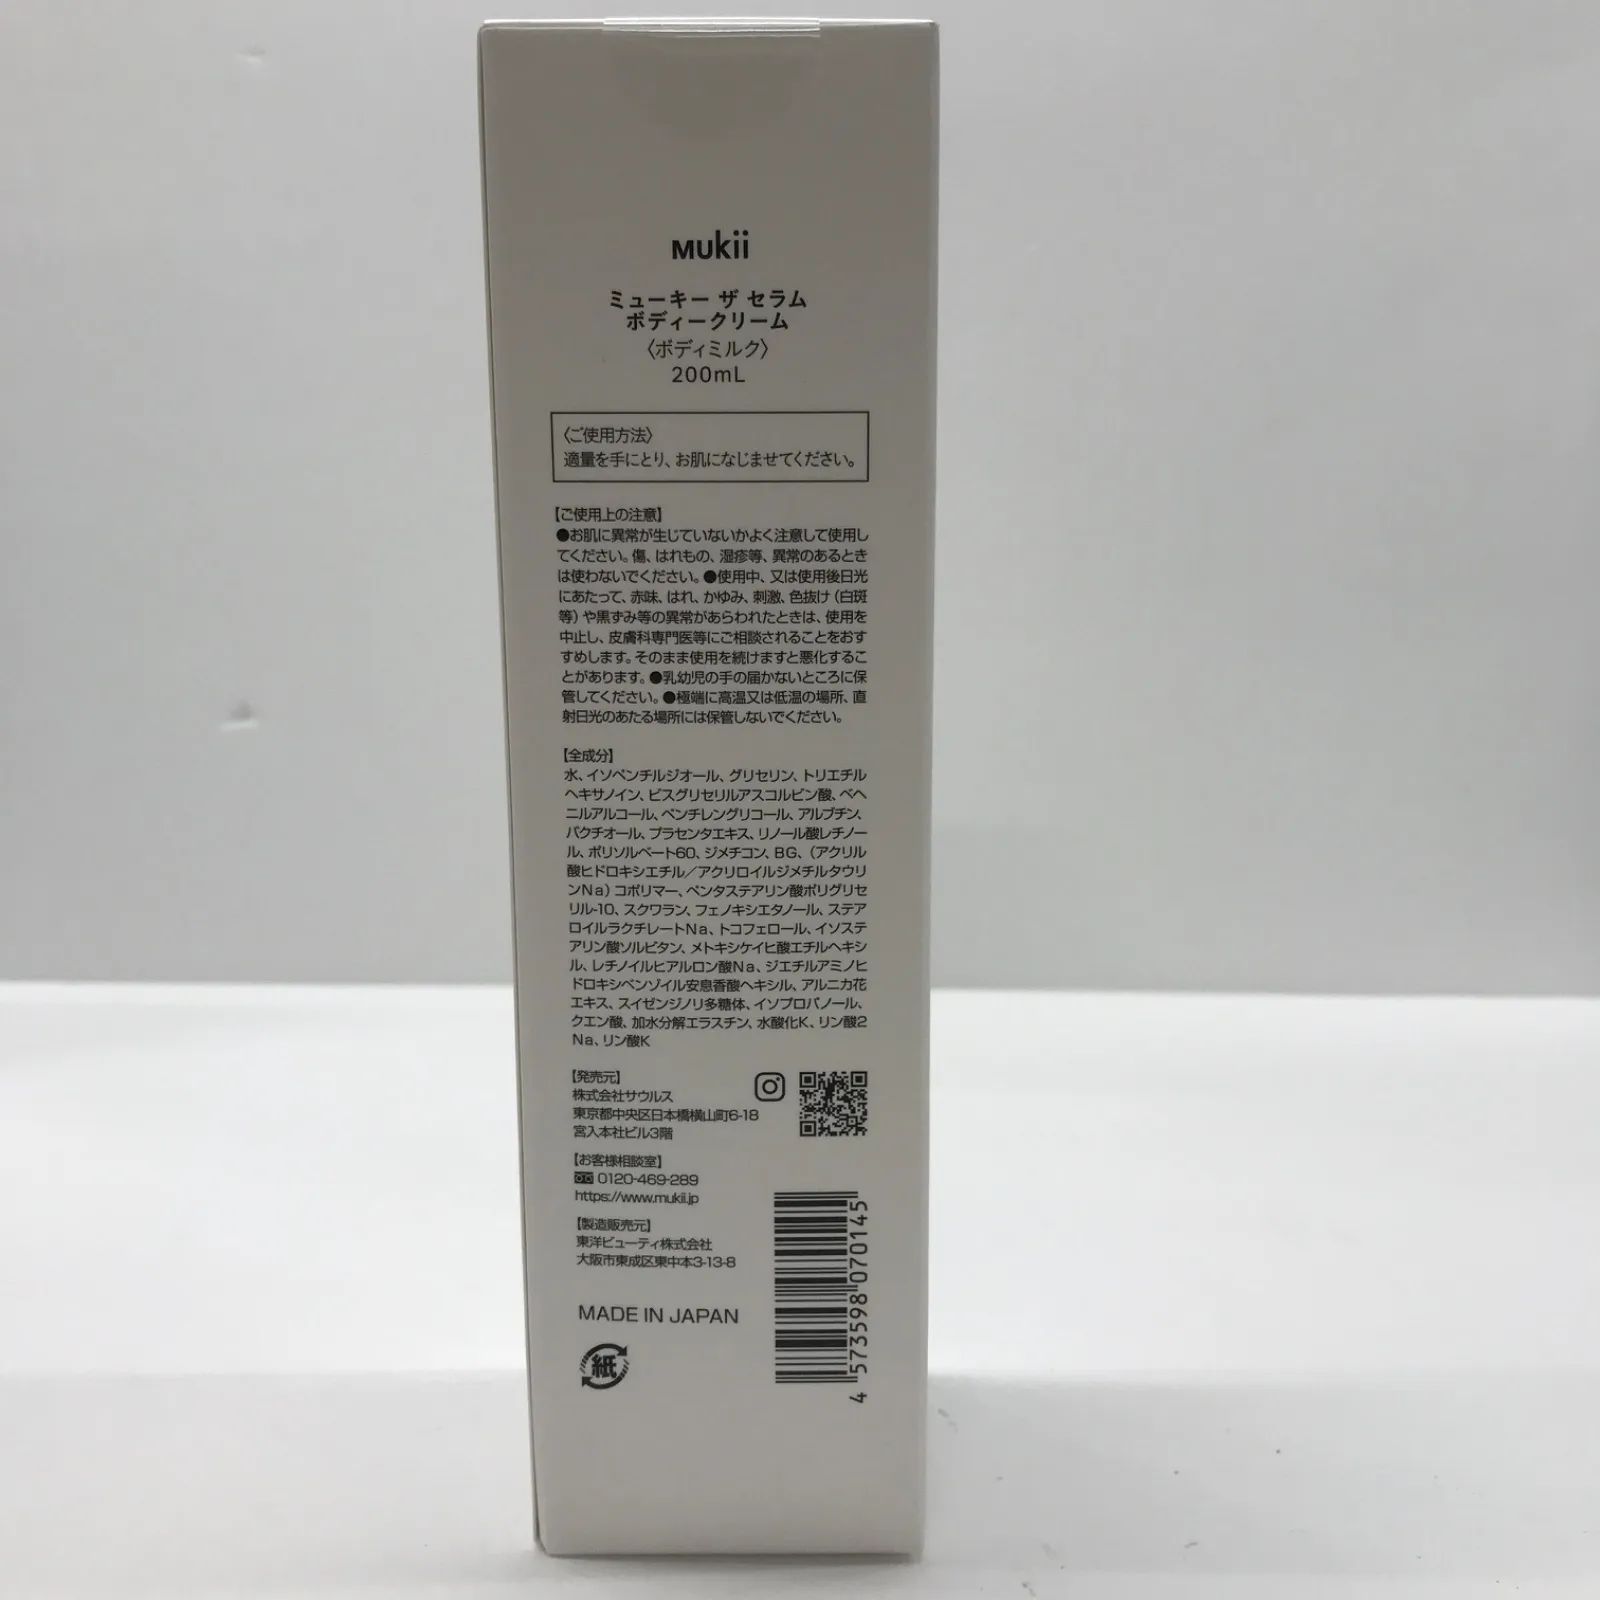 Mukii
ミューキー ザ セラム
ボディークリーム
〈ボディミルク〉
200mL
〈ご使用方法〉
適量を手にとり、お肌になじませてください。
【ご使用上の注意】
●お肌に異常が生じていないかよく注意して使用し
てください。傷、はれもの、湿疹等、異常のあるとき
は使わないでください。●使用中、又は使用後日光
にあたって、赤味、はれ、かゆみ、刺激、色抜け(白斑
等)や黒ずみ等の異常があらわれたときは、使用を
中止し、皮膚科専門医等にご相談されることをおす
すめします。そのまま使用を続けますと悪化するこ
とがあります。●乳幼児の手の届かないところに保
管してください。●極端に高温又は低温の場所、直
射日光のあたる場所には保管しないでください。
【全成分】
水、イソペンチルジオール、グリセリン、トリエチル
ヘキサノイン、ビスグリセリルアスコルビン酸、ベヘ
ニルアルコール、ペンチレングリコール、アルブチン、
バクチオール、プラセンタエキス、リノール酸レチノー
ル、ポリソルベート60、ジメチコン、BG、(アクリル
酸ヒドロキシエチル/アクリロイルジメチルタウリ
ンNa)コポリマー、ペンタステアリン酸ポリグリセ
リル-10、スクワラン、フェノキシエタノール、ステア
ロイルラクチレートNa、トコフェロール、イソステ
アリン酸ソルビタン、メトキシケイヒ酸エチルヘキシ
ル、レチノイルヒアルロン酸Na、ジエチルアミノヒ
ドロキシベンゾイル安息香酸ヘキシル、アルニカ花
エキス、スイゼンジノリ多糖体、イソプロパノール、
クエン酸、加水分解エラスチン、水酸化K、リン酸2
Na、リン酸K
【発売元】
株式会社サウルス
東京都中央区日本橋横山町6-18
宮入本社ビル3階
【お客様相談室】
0120-469-289
https://www.mukii.jp
【製造販売元】
東洋ビューティ株式会社
大阪市東成区東中本3-13-8
MADE IN JAPAN
紙
4 573598 070145